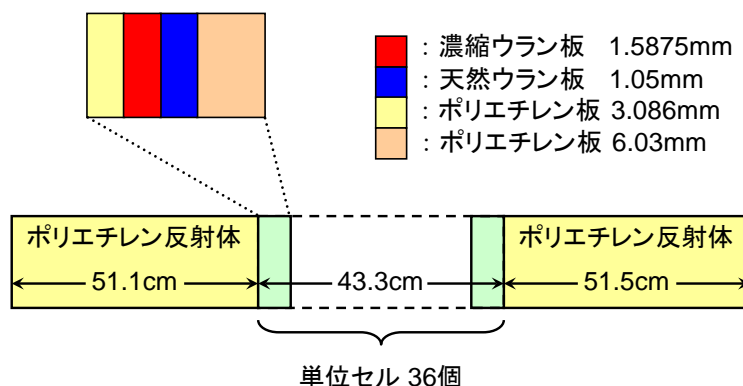 ：濃縮ウラン板 1.5875mm
：天然ウラン板 1.05mm
：ポリエチレン板 3.086mm
：ポリエチレン板 6.03mm
ポリエチレン反射体
ポリエチレン反射体
51.1cm
43.3cm
51.5cm
単位セル 36個